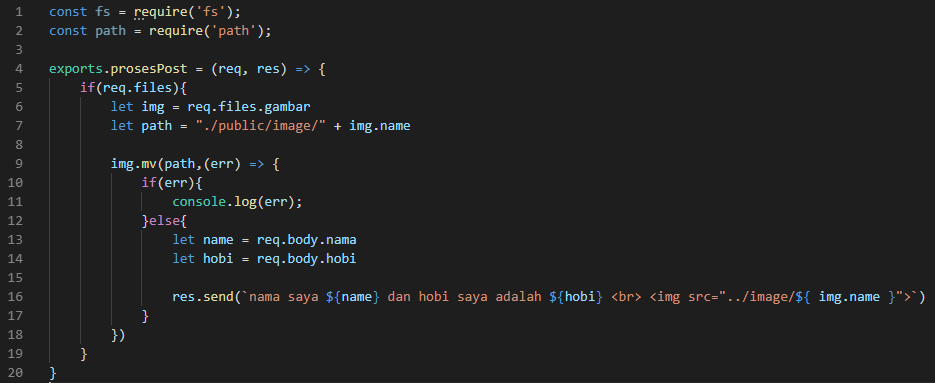 1 const fs = require('fs');
2 const path = require('path');
3
4 exports.prosesPost = (req, res) => {
5     if(req.files){
6         let img = req.files.gambar
7         let path = "./public/image/" + img.name
8
9         img.mv(path,(err) => {
10             if(err){
11                 console.log(err);
12             }else{
13                 let name = req.body.nama
14                 let hobi = req.body.hobi
15
16                 res.send(`nama saya ${name} dan hobi saya adalah ${hobi} <br> <img src="../image/${ img.name }">`)
17             }
18         })
19     }
20 }